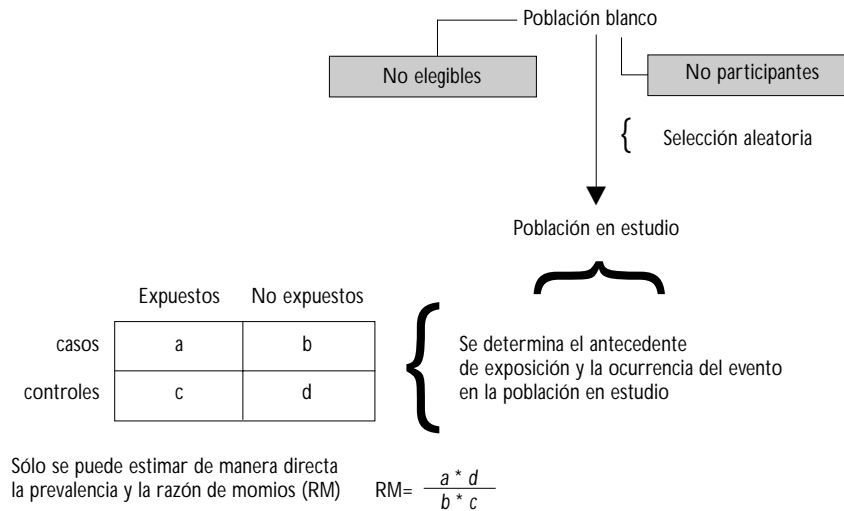 Población blanco
No elegibles
No participantes
{ Selección aleatoria
Población en estudio
Expuestos No expuestos
casos a b
controles c d
Se determina el antecedente
de exposición y la ocurrencia del evento
en la población en estudio
Sólo se puede estimar de manera directa
la prevalencia y la razón de momios (RM)
RM= a * d
b * c